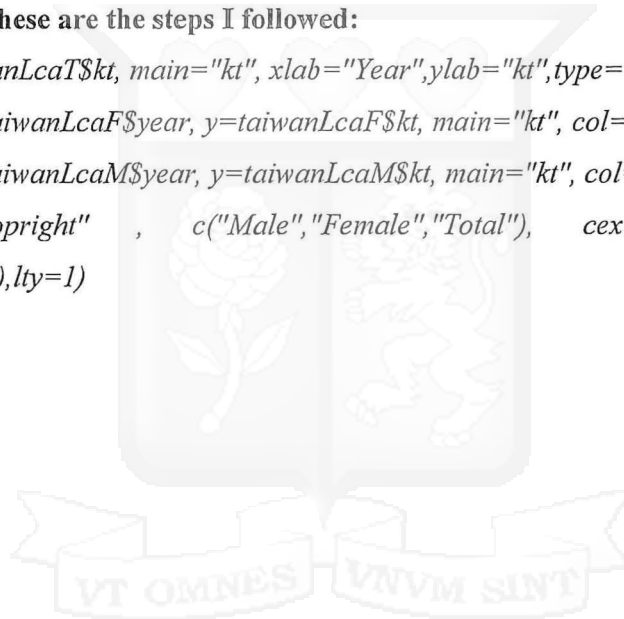 hese are the steps I followed:
anLcaT$kt, main="kt", xlab="Year",ylab="kt",type=
aiwanLcaF$year, y=taiwanLcaF$kt, main="kt", col=
aiwanLcaM$year, y=taiwanLcaM$kt, main="kt", col
opright" , c("Male","Female","Total"), cex
),lty=1)
VT OMNES VNVM SINT